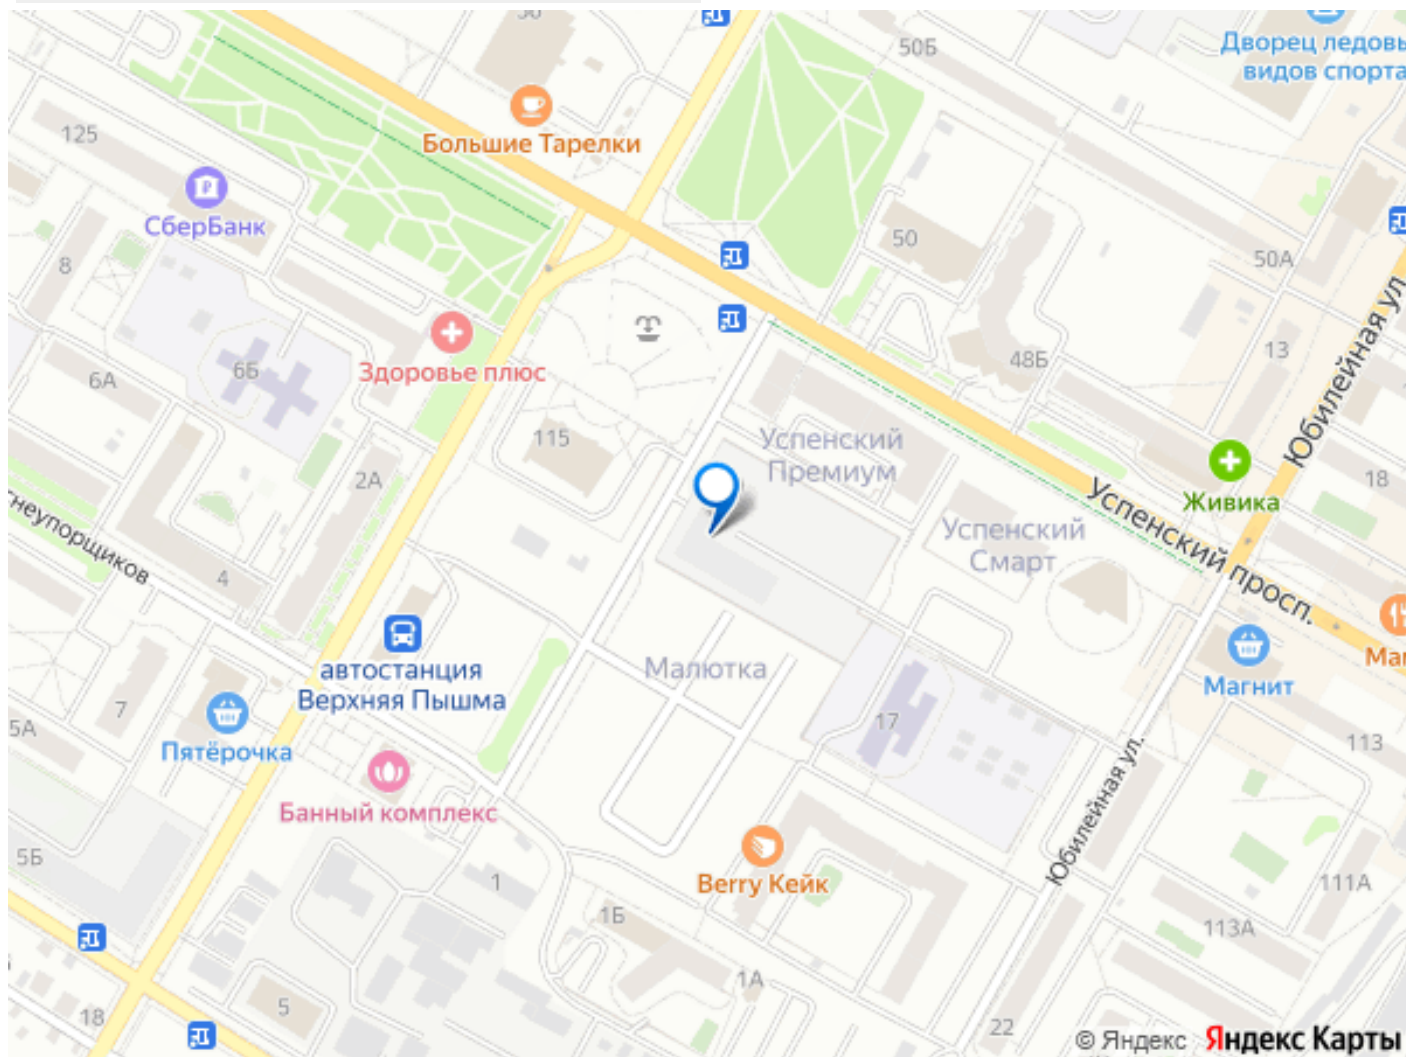 50Б
Дворец ледовы
видов спорта
Большие Тарелки
125
СберБанк
8
50
50А
6Б
6А
Здоровье плюс
48Б
13
Юбилейная ул.
115
Успенский
Премиум
2А
Живика
18
Успенский просп.
Успенский
Смарт
гнеупорщиков
4
автостанция
Верхняя Пышма
Малютка
Магнит
Маг
7
5А
Пятёрочка
17
113
Банный комплекс
Юбилейная ул.
5Б
1
Berry Кейк
111А
1Б
113А
1А
5
18
22
© Яндекс Яндекс Карты